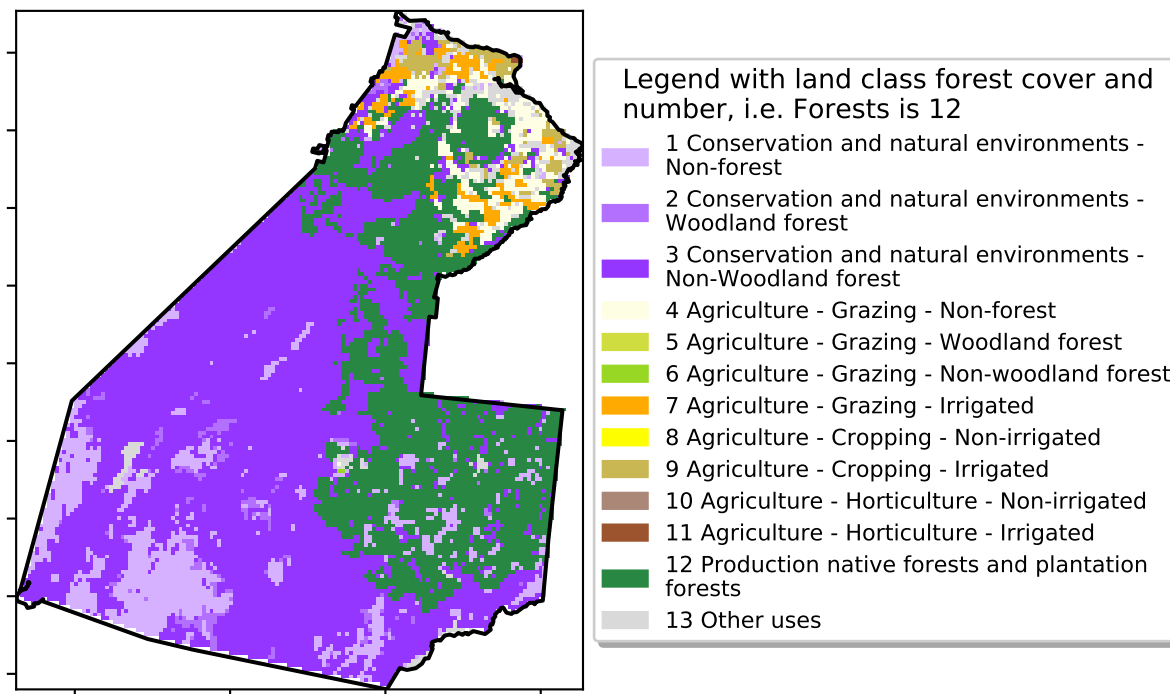 Legend with land class forest cover and
number, i.e. Forests is 12
1 Conservation and natural environments -
Non-forest
2 Conservation and natural environments -
Woodland forest
3 Conservation and natural environments -
Non-Woodland forest
4 Agriculture - Grazing - Non-forest
5 Agriculture - Grazing - Woodland forest
6 Agriculture - Grazing - Non-woodland forest
7 Agriculture - Grazing - Irrigated
8 Agriculture - Cropping - Non-irrigated
9 Agriculture - Cropping - Irrigated
10 Agriculture - Horticulture - Non-irrigated
11 Agriculture - Horticulture - Irrigated
12 Production native forests and plantation
forests
13 Other uses